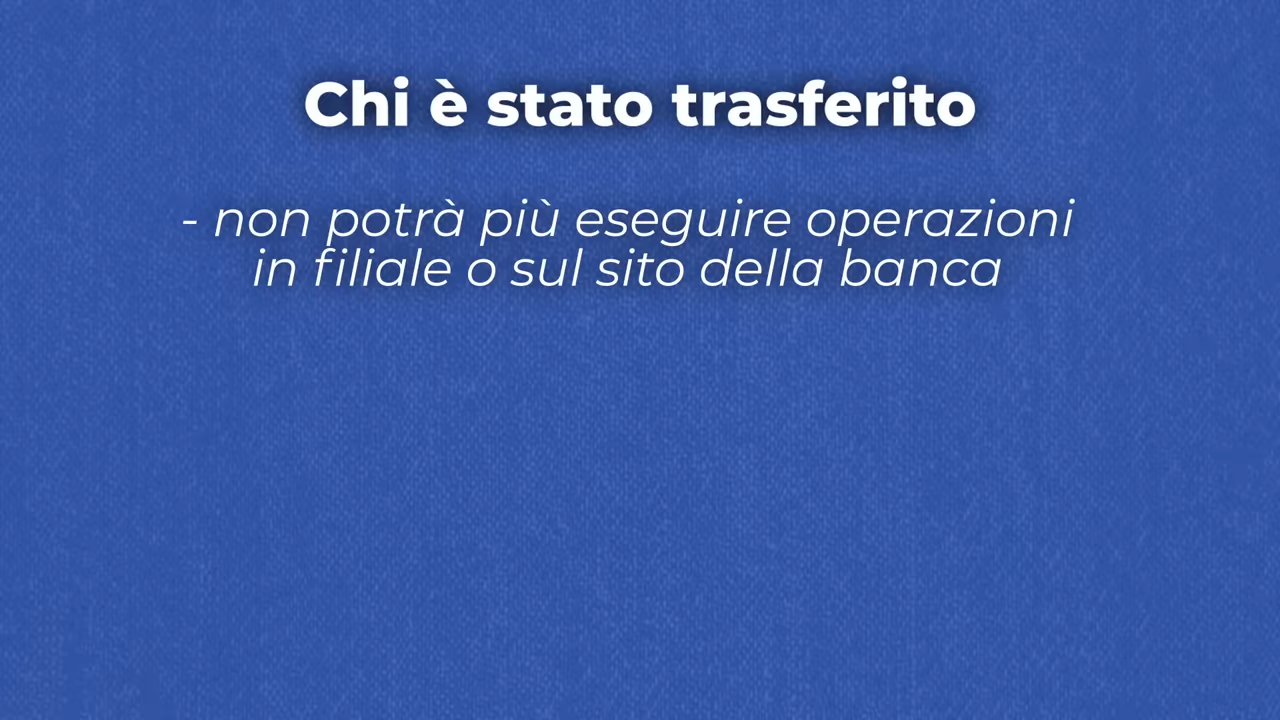 Chi è stato trasferito
- non potrà più eseguire operazioni
in filiale o sul sito della banca